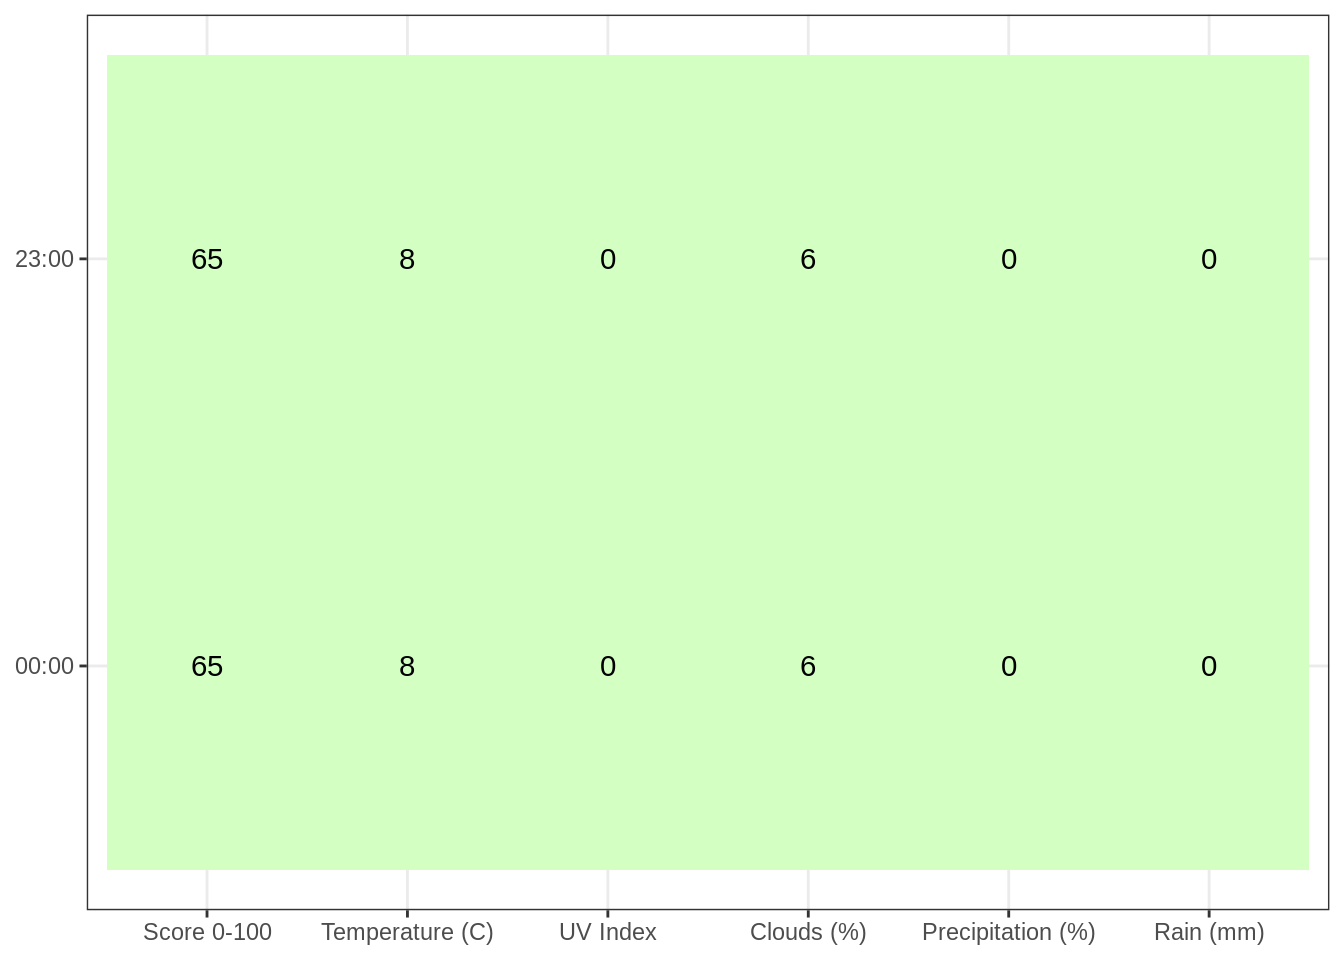 23:00 65 8 0 6 0 0
00:00 65 8 0 6 0 0
Score 0-100 Temperature (C) UV Index Clouds (%) Precipitation (%) Rain (mm)